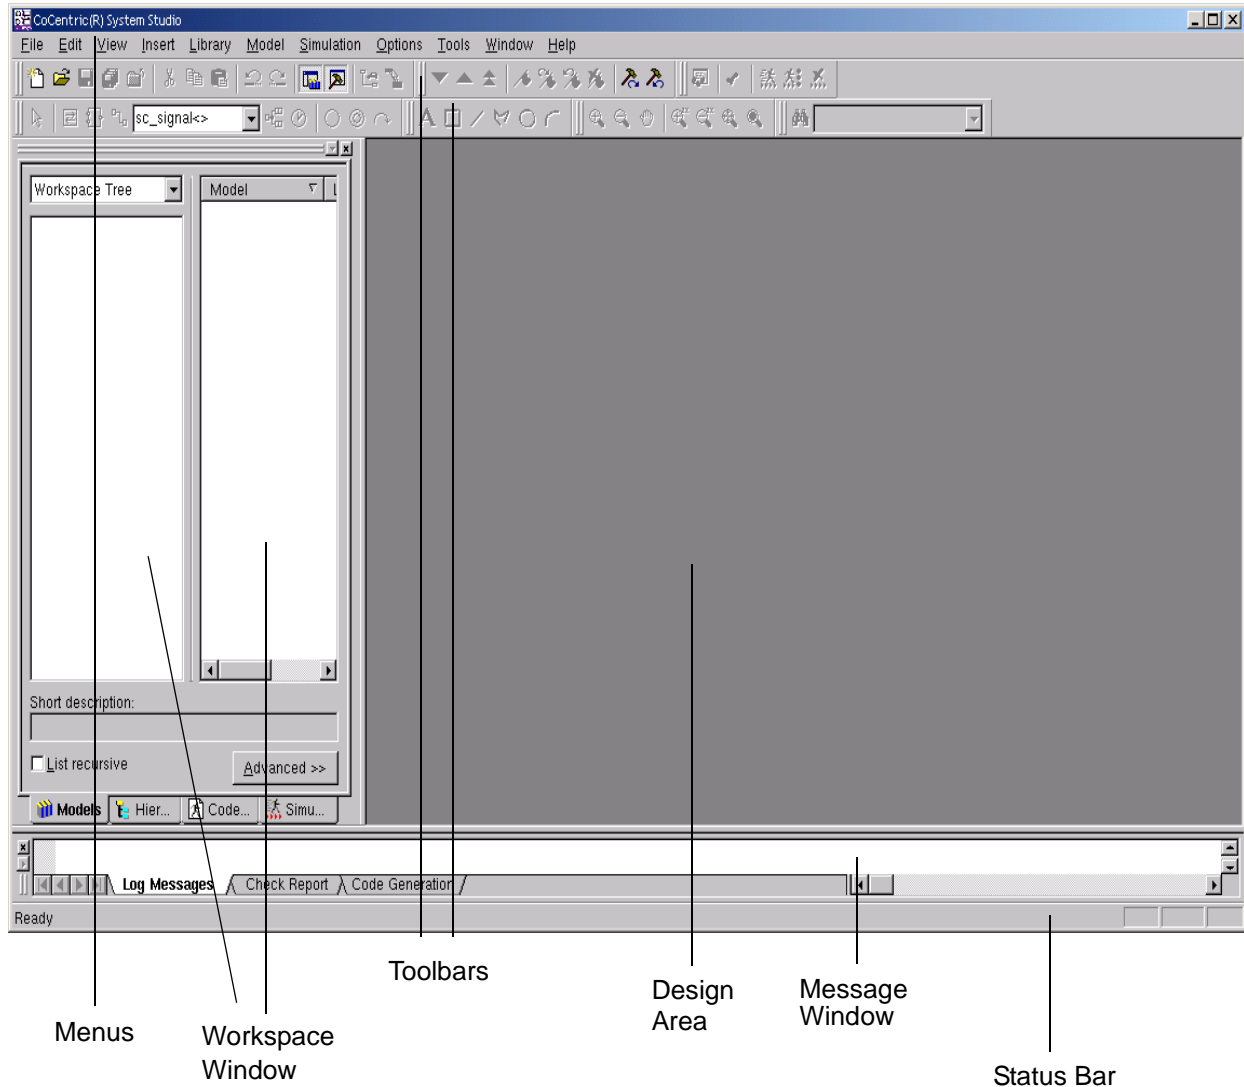 CoCentric(R) System Studio
File Edit View Insert Library Model Simulation Options Tools Window Help
sc_signal<>
A
Workspace Tree
Model
L
Short description:
List recursive
Advanced >>
Models Hier... Code... Simu...
Log Messages Check Report Code Generation
Ready
Toolbars
Design
Area
Message
Window
Menus
Workspace
Window
Status Bar